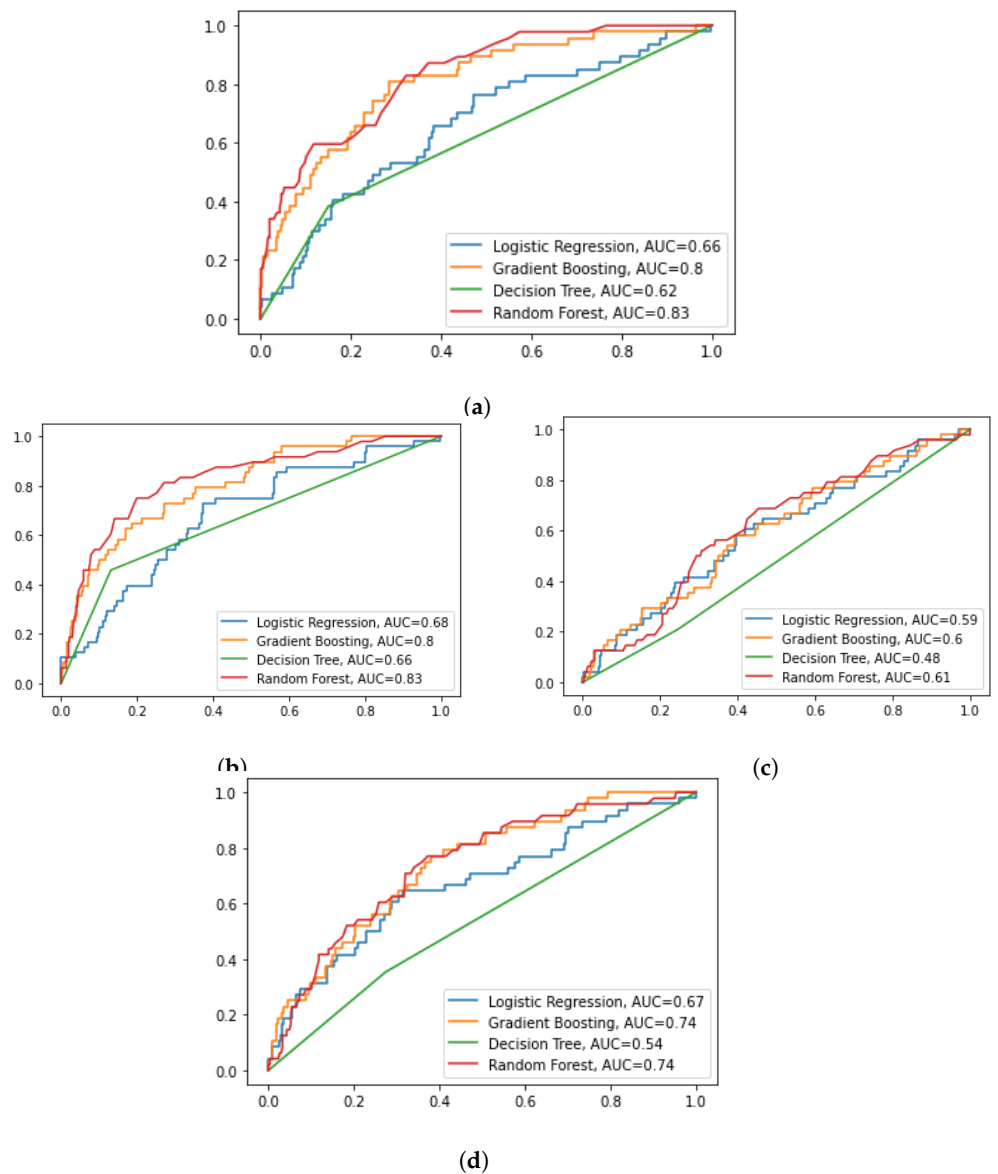 1.0
0.8
0.6
0.4
0.2
0.0
Logistic Regression, AUC=0.66
Gradient Boosting, AUC=0.8
Decision Tree, AUC=0.62
Random Forest, AUC=0.83
0.0 0.2 0.4 0.6 0.8 1.0
(a)
1.0
0.8
0.6
0.4
0.2
0.0
Logistic Regression, AUC=0.68
Gradient Boosting, AUC=0.8
Decision Tree, AUC=0.66
Random Forest, AUC=0.83
0.0 0.2 0.4 0.6 0.8 1.0
(b)
1.0
0.8
0.6
0.4
0.2
0.0
Logistic Regression, AUC=0.59
Gradient Boosting, AUC=0.6
Decision Tree, AUC=0.48
Random Forest, AUC=0.61
0.0 0.2 0.4 0.6 0.8 1.0
(c)
1.0
0.8
0.6
0.4
0.2
0.0
Logistic Regression, AUC=0.67
Gradient Boosting, AUC=0.74
Decision Tree, AUC=0.54
Random Forest, AUC=0.74
0.0 0.2 0.4 0.6 0.8 1.0
(d)